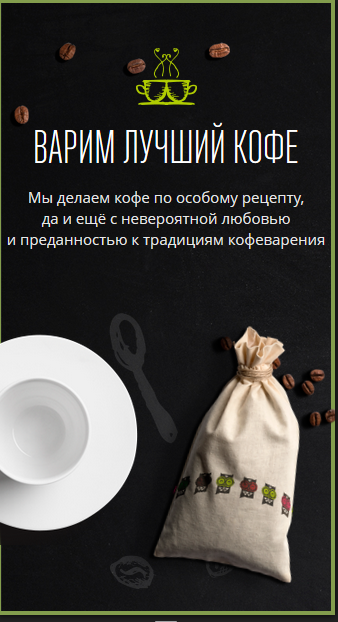 ВАРИМ ЛУЧШИЙ КОФЕ
Мы делаем кофе по особому рецепту,
да и ещё с невероятной любовью
и преданностью к традициям кофеварения